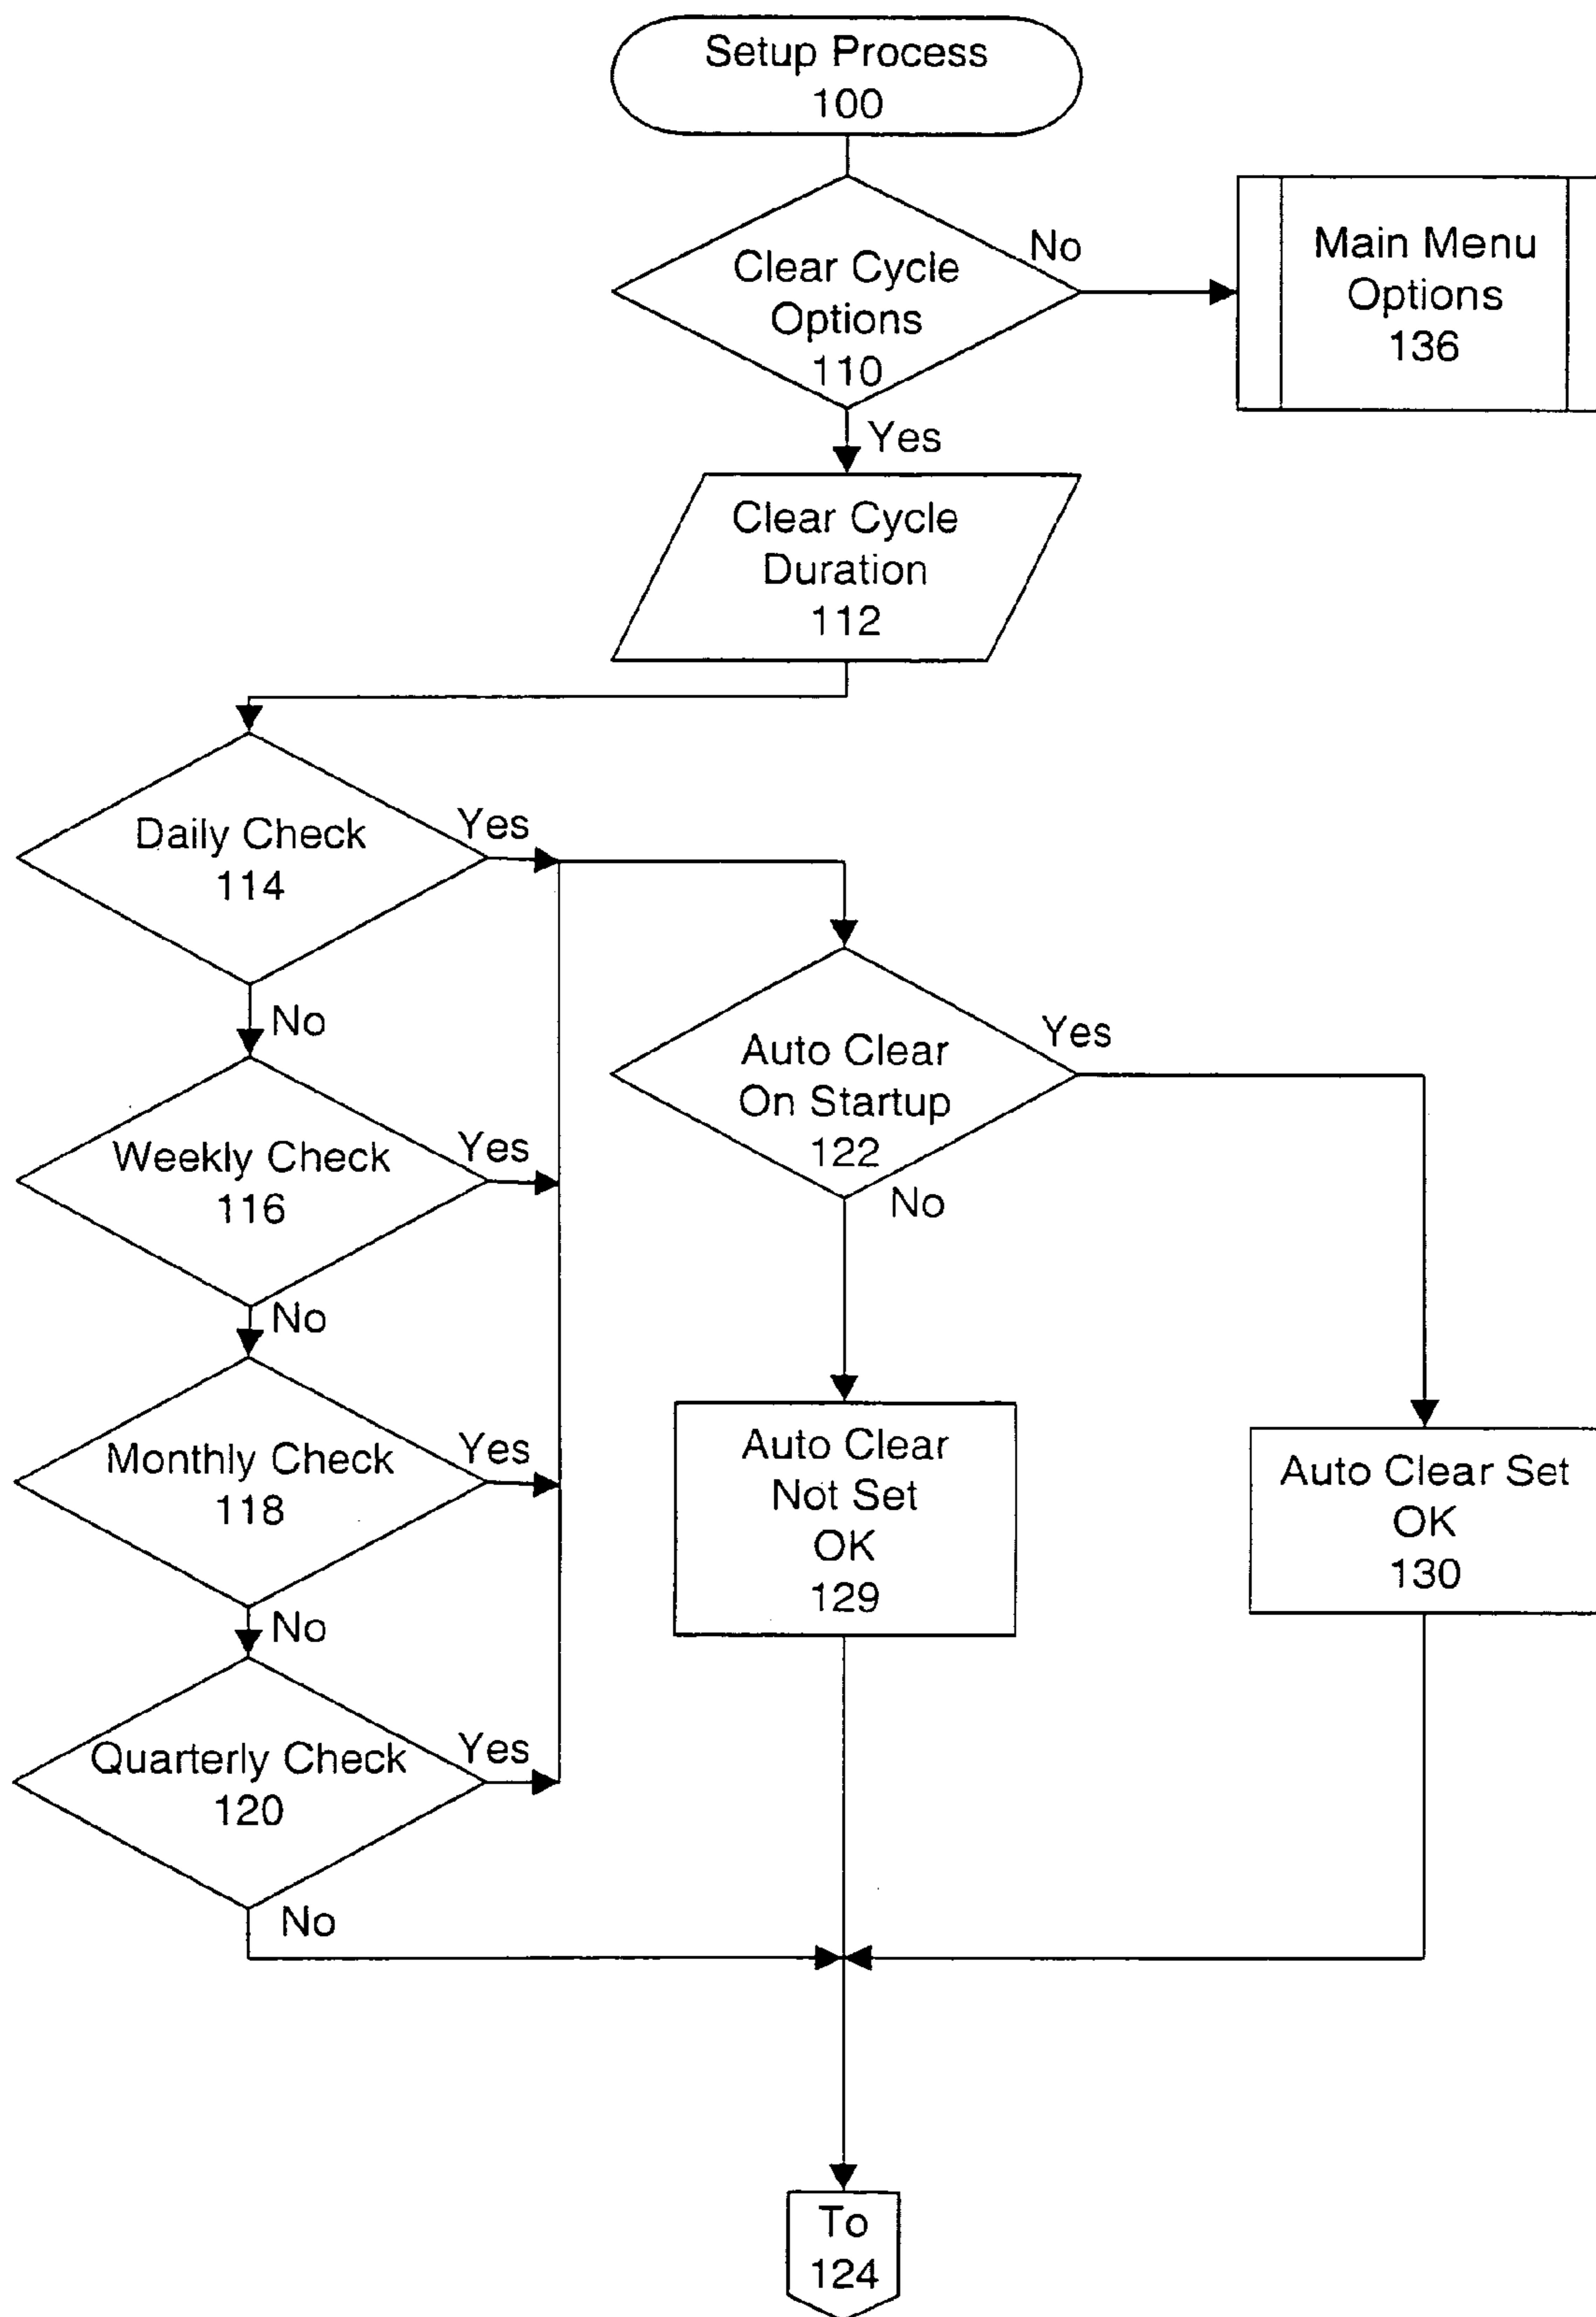 Setup Process
100
Clear Cycle
Options
110
No
Main Menu
Options
136
Yes
Clear Cycle
Duration
112
Daily Check
114
Yes
No
Weekly Check
116
Yes
No
Monthly Check
118
Yes
No
Quarterly Check
120
Yes
No
Auto Clear
On Startup
122
Yes
No
Auto Clear
Not Set
OK
129
Auto Clear Set
OK
130
To
124